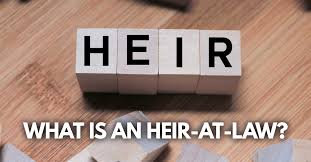 HEIR
WHAT IS AN HEIR-AT-LAW?